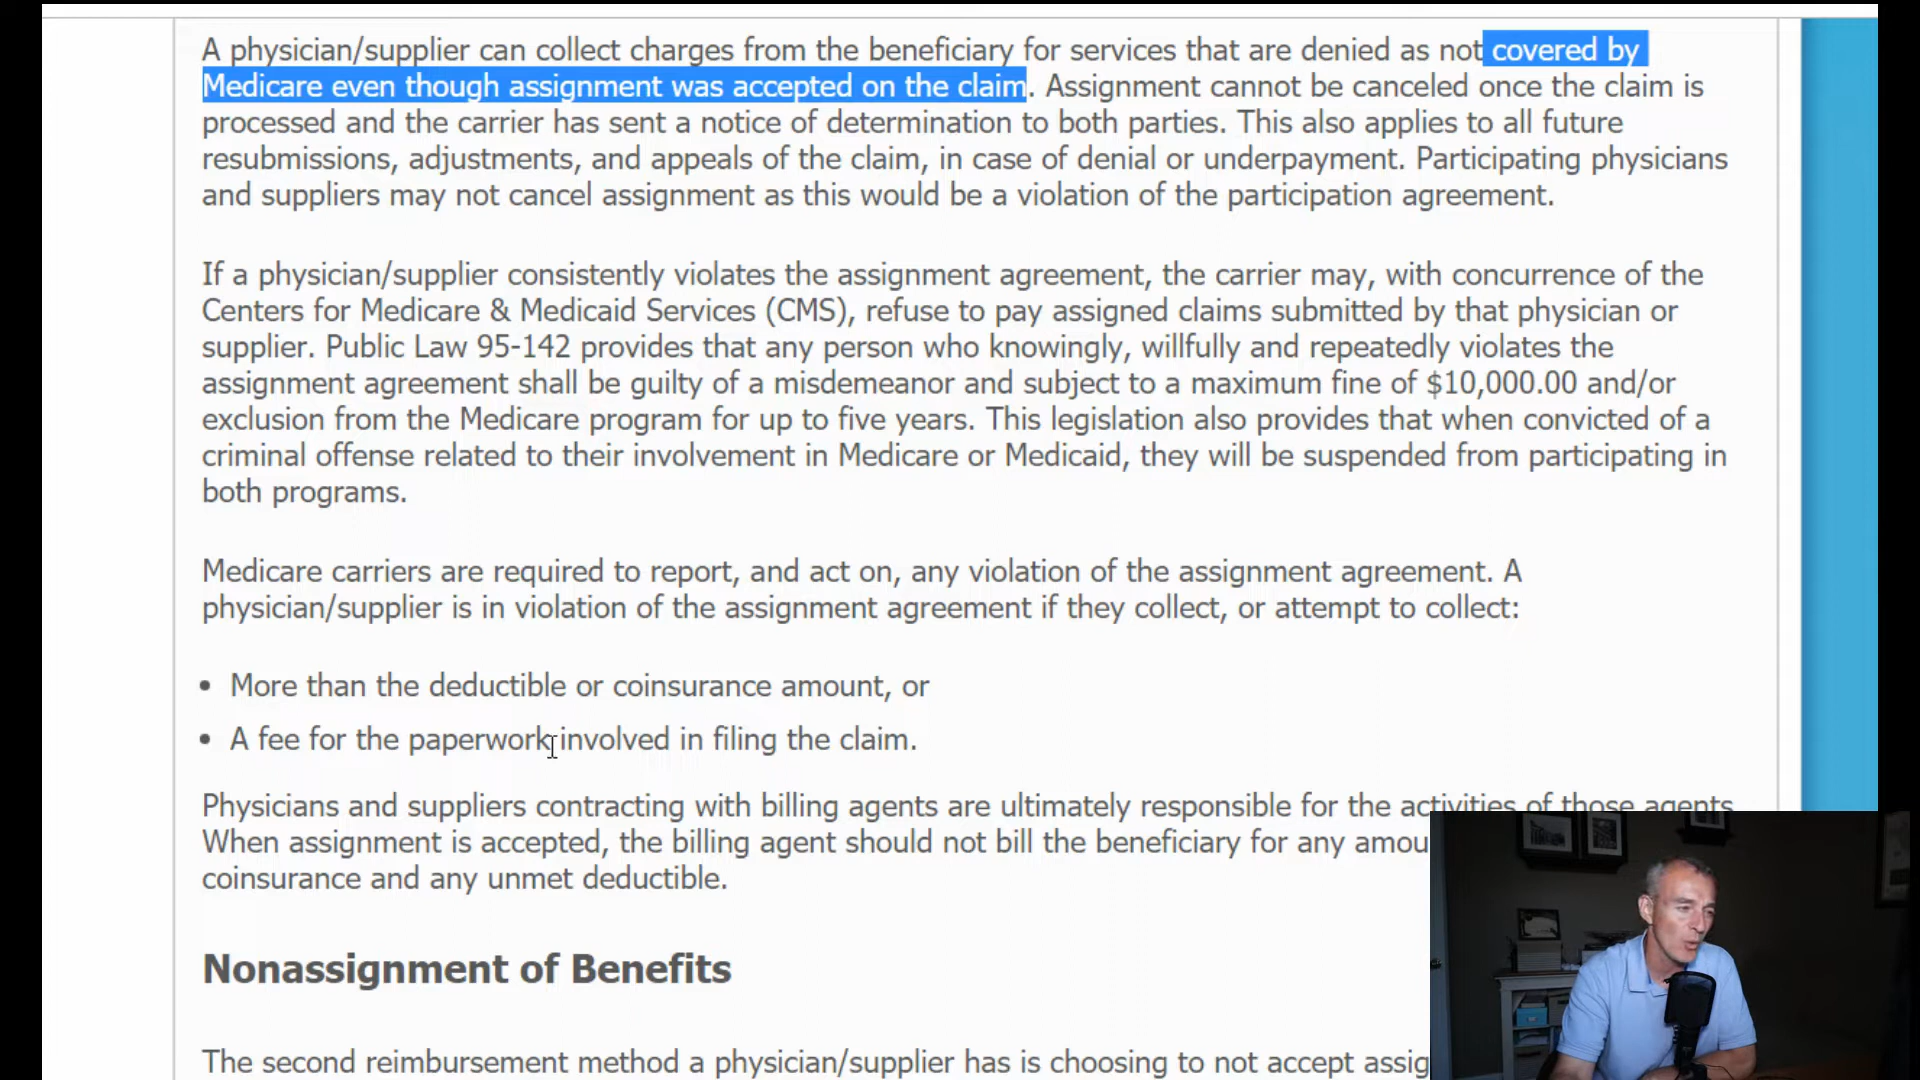 A physician/supplier can collect charges from the beneficiary for services that are denied as not covered by
Medicare even though assignment was accepted on the claim. Assignment cannot be canceled once the claim is
processed and the carrier has sent a notice of determination to both parties. This also applies to all future
resubmissions, adjustments, and appeals of the claim, in case of denial or underpayment. Participating physicians
and suppliers may not cancel assignment as this would be a violation of the participation agreement.
If a physician/supplier consistently violates the assignment agreement, the carrier may, with concurrence of the
Centers for Medicare & Medicaid Services (CMS), refuse to pay assigned claims submitted by that physician or
supplier. Public Law 95-142 provides that any person who knowingly, willfully and repeatedly violates the
assignment agreement shall be guilty of a misdemeanor and subject to a maximum fine of $10,000.00 and/or
exclusion from the Medicare program for up to five years. This legislation also provides that when convicted of a
criminal offense related to their involvement in Medicare or Medicaid, they will be suspended from participating in
both programs.
Medicare carriers are required to report, and act on, any violation of the assignment agreement. A
physician/supplier is in violation of the assignment agreement if they collect, or attempt to collect:
• More than the deductible or coinsurance amount, or
• A fee for the paperwork involved in filing the claim.
Physicians and suppliers contracting with billing agents are ultimately responsible for the activities of those agents
When assignment is accepted, the billing agent should not bill the beneficiary for any amou
coinsurance and any unmet deductible.
Nonassignment of Benefits
The second reimbursement method a physician/supplier has is choosing to not accept assig